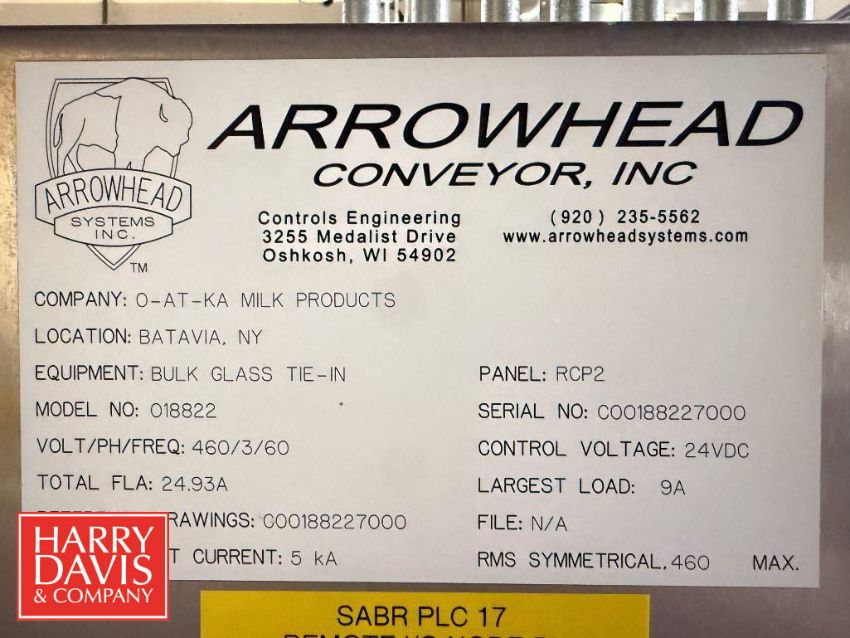 ARROWHEAD
CONVEYOR, INC
ARROWHEAD
SYSTEMS
INC.
TM
Controls Engineering
3255 Medalist Drive
Oshkosh, WI 54902
(920) 235-5562
www.arrowheadsystems.com
COMPANY: O-AT-KA MILK PRODUCTS
LOCATION: BATAVIA, NY
EQUIPMENT: BULK GLASS TIE-IN PANEL: RCP2
MODEL NO: 018822 SERIAL NO: C00188227000
VOLT/PH/FREQ: 460/3/60 CONTROL VOLTAGE: 24VDC
TOTAL FLA: 24.93A LARGEST LOAD: 9A
RAWINGS: C00188227000 FILE: N/A
T CURRENT: 5 kA RMS SYMMETRICAL, 460 MAX.
HARRY
DAVIS
& COMPANY
SABR PLC 17